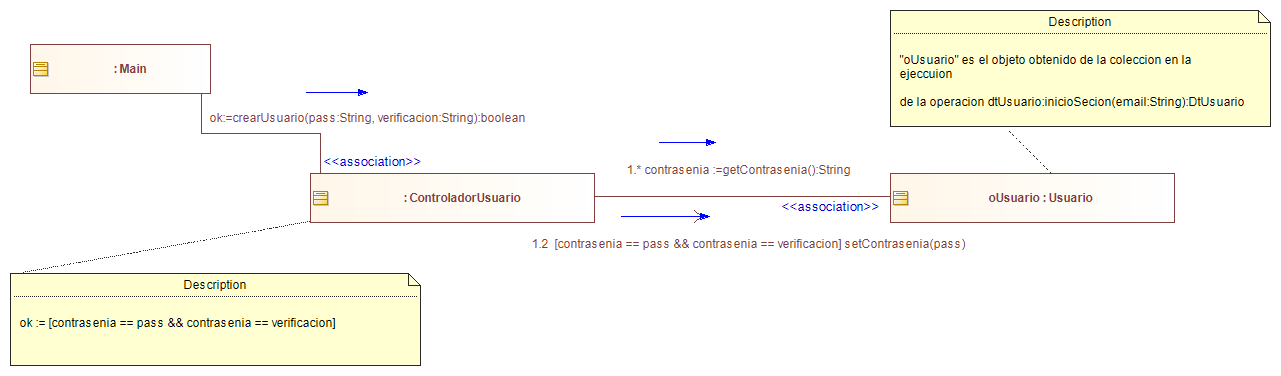 Description
"oUsuario" es el objeto obtenido de la coleccion en la
ejeccuion
de la operacion dtUsuario:inicioSecion(email:String):DtUsuario
: Main
ok:=crearUsuario(pass:String, verificacion:String):boolean
<<association>>
1.* contrasenia :=getContrasenia():String
: ControladorUsuario
oUsuario : Usuario
<<association>>
1.2 [contrasenia == pass && contrasenia == verificacion] setContrasenia(pass)
Description
ok := [contrasenia == pass && contrasenia == verificacion]